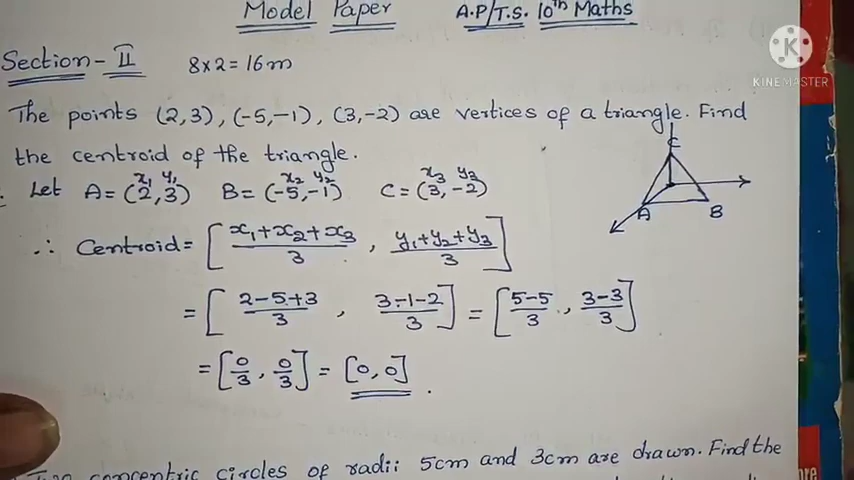 Model Paper A.P/T.S. 10th Maths
KINEMASTER
Section - II 8x2=16m
The points (2,3), (-5,-1), (3,-2) are vertices of a triangle. Find
the centroid of the triangle.
x₁ y₁ x₂ y₂ x₃ y₃
Let A=(2,3) B=(-5,-1) C=(3,-2)
C
A B
∴ Centroid = [(x₁+x₂+x₃)/3, (y₁+y₂+y₃)/3]
= [(2-5+3)/3, (3-1-2)/3] = [(5-5)/3, (3-3)/3]
= [0/3, 0/3] = [0,0].
Two concentric circles of radii 5cm and 3cm are drawn. Find the